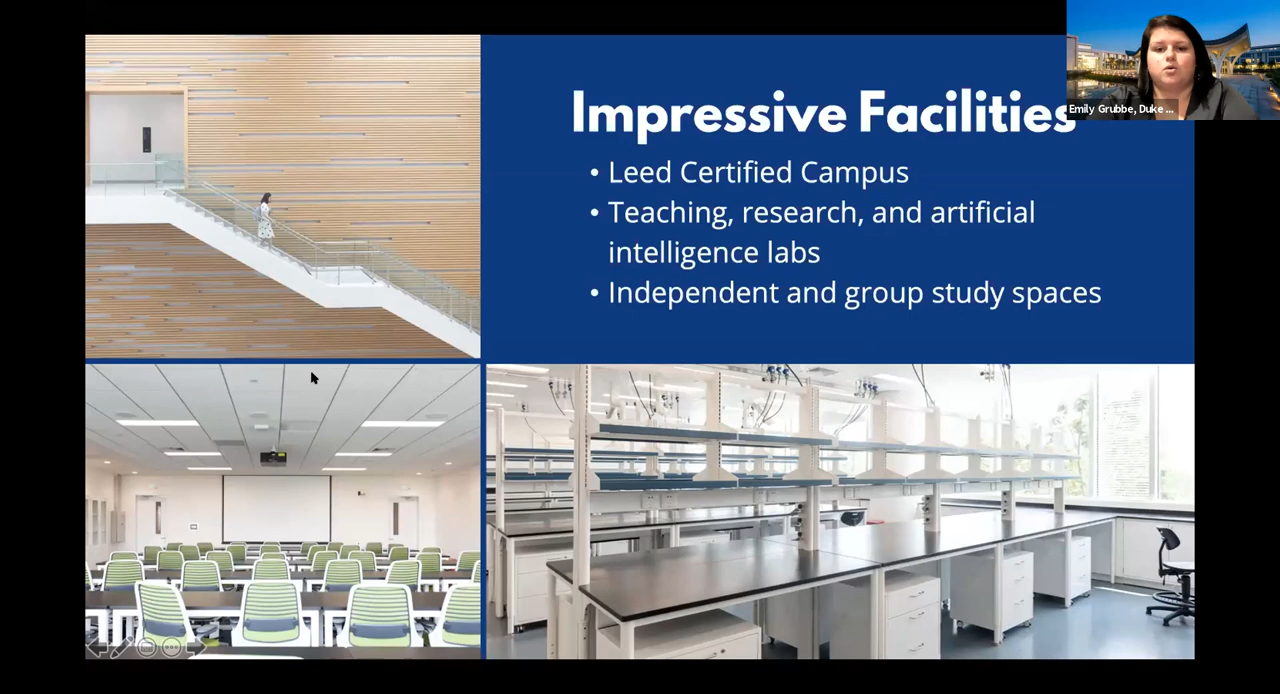 Impressive Facilities
• Leed Certified Campus
• Teaching, research, and artificial
intelligence labs
• Independent and group study spaces
Emily Grubbe, Duke ...